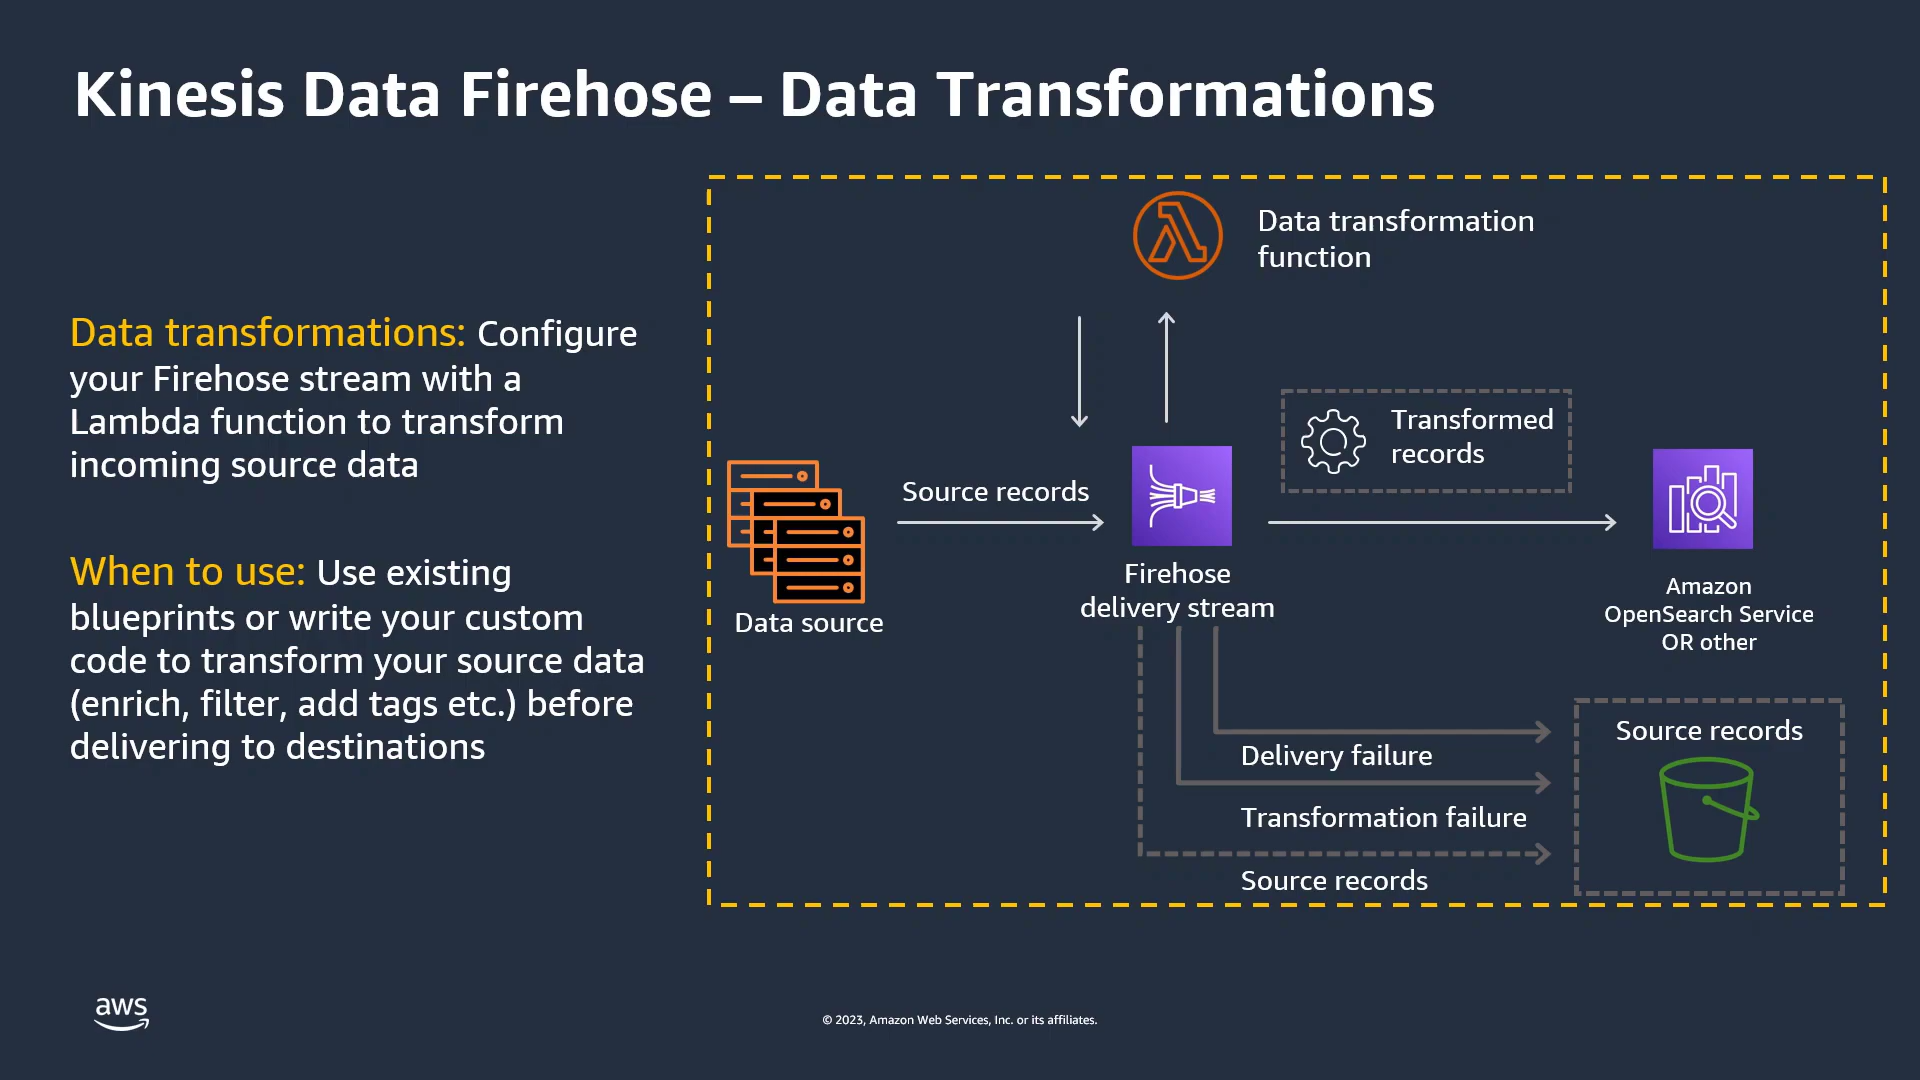 Kinesis Data Firehose – Data Transformations
Data transformations: Configure
your Firehose stream with a
Lambda function to transform
incoming source data
When to use: Use existing
blueprints or write your custom
code to transform your source data
(enrich, filter, add tags etc.) before
delivering to destinations
Data transformation
function
Transformed
records
Source records
Data source
Firehose
delivery stream
Amazon
OpenSearch Service
OR other
Delivery failure
Transformation failure
Source records
Source records
aws
© 2023, Amazon Web Services, Inc. or its affiliates.